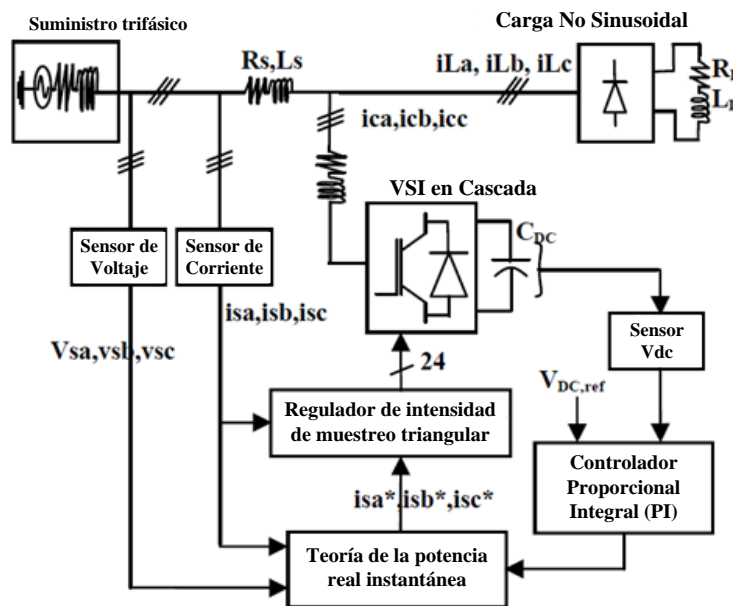 Suministro trifásico
Carga No Sinusoidal
Rs,Ls
iLa, iLb, iLc
ica,icb,icc
VSI en Cascada
C_DC
Sensor de
Voltaje
Sensor de
Corriente
isa,isb,isc
Vsa,vsb,vsc
24
Sensor
Vdc
V_DC,ref
Regulador de intensidad
de muestreo triangular
Controlador
Proporcional
Integral (PI)
isa*,isb*,isc*
Teoría de la potencia
real instantánea